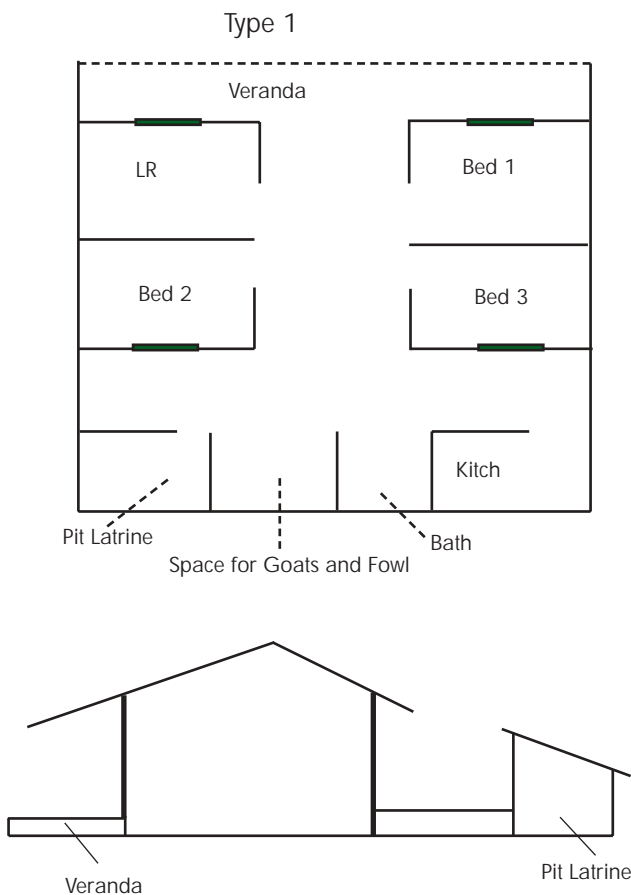 Type 1
Veranda
LR
Bed 1
Bed 2
Bed 3
Kitch
Pit Latrine
Bath
Space for Goats and Fowl
Veranda
Pit Latrine